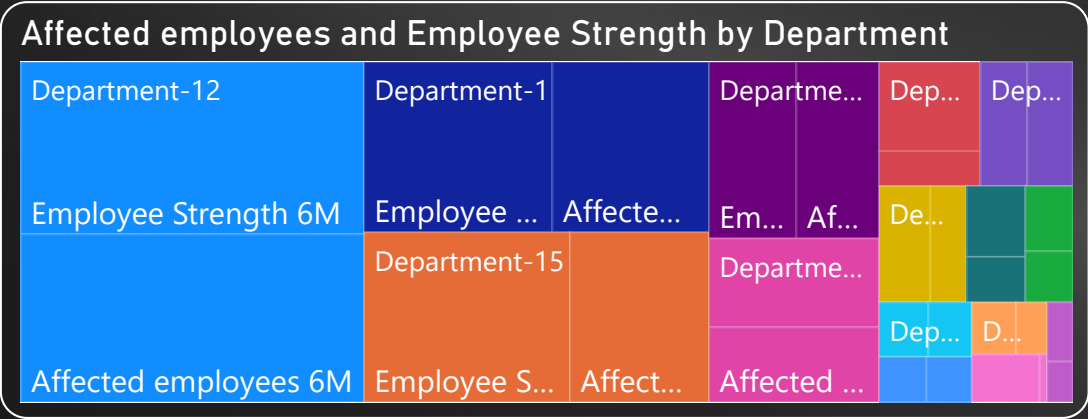 Affected employees and Employee Strength by Department
Department-12
Employee Strength 6M
Affected employees 6M
Department-1
Employee ...
Affecte...
Department-15
Employee S...
Affect...
Departme...
Em...
Af...
Departme...
Affected ...
Dep...
Dep...
De...
Dep...
D...